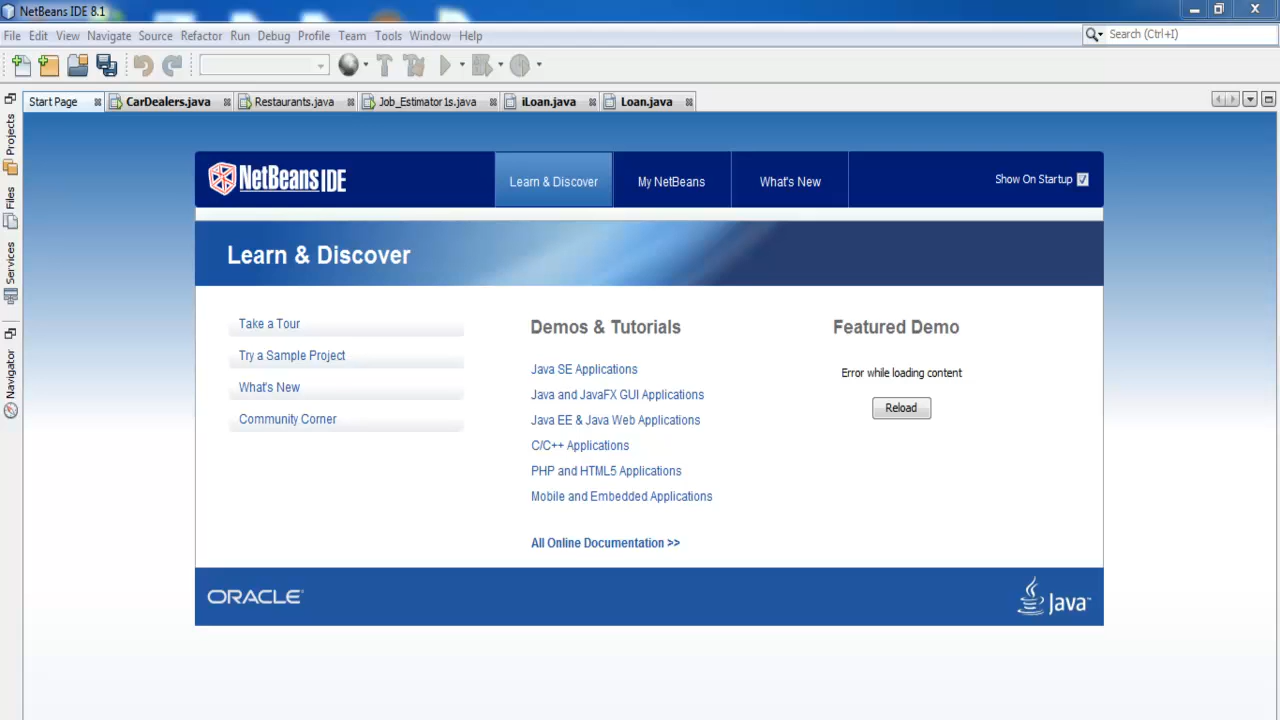 NetBeans IDE 8.1
File Edit View Navigate Source Refactor Run Debug Profile Team Tools Window Help
Search (Ctrl+I)
Start Page CarDealers.java Restaurants.java Job_Estimator1s.java iLoan.java Loan.java
Projects
Files
Services
Navigator
NetBeans IDE
Learn & Discover My NetBeans What's New Show On Startup
Learn & Discover
Take a Tour
Try a Sample Project
What's New
Community Corner
Demos & Tutorials
Java SE Applications
Java and JavaFX GUI Applications
Java EE & Java Web Applications
C/C++ Applications
PHP and HTML5 Applications
Mobile and Embedded Applications
All Online Documentation >>
Featured Demo
Error while loading content
Reload
ORACLE
Java